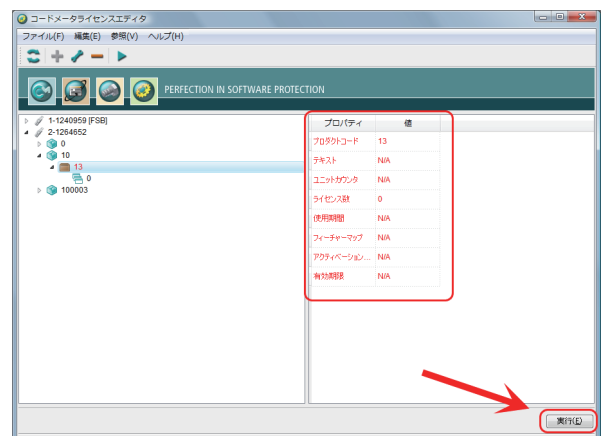 コードメータライセンスエディタ
ファイル(F) 編集(E) 参照(V) ヘルプ(H)
PERFECTION IN SOFTWARE PROTECTION
1-1240959 [FSB]
2-1264652
0
10
13
0
100003
プロパティ 値
プロダクトコード 13
テキスト N/A
ユニットカウンタ N/A
ライセンス数 0
使用期間 N/A
フィーチャーマップ N/A
アクティベーション... N/A
有効期限 N/A
実行(E)